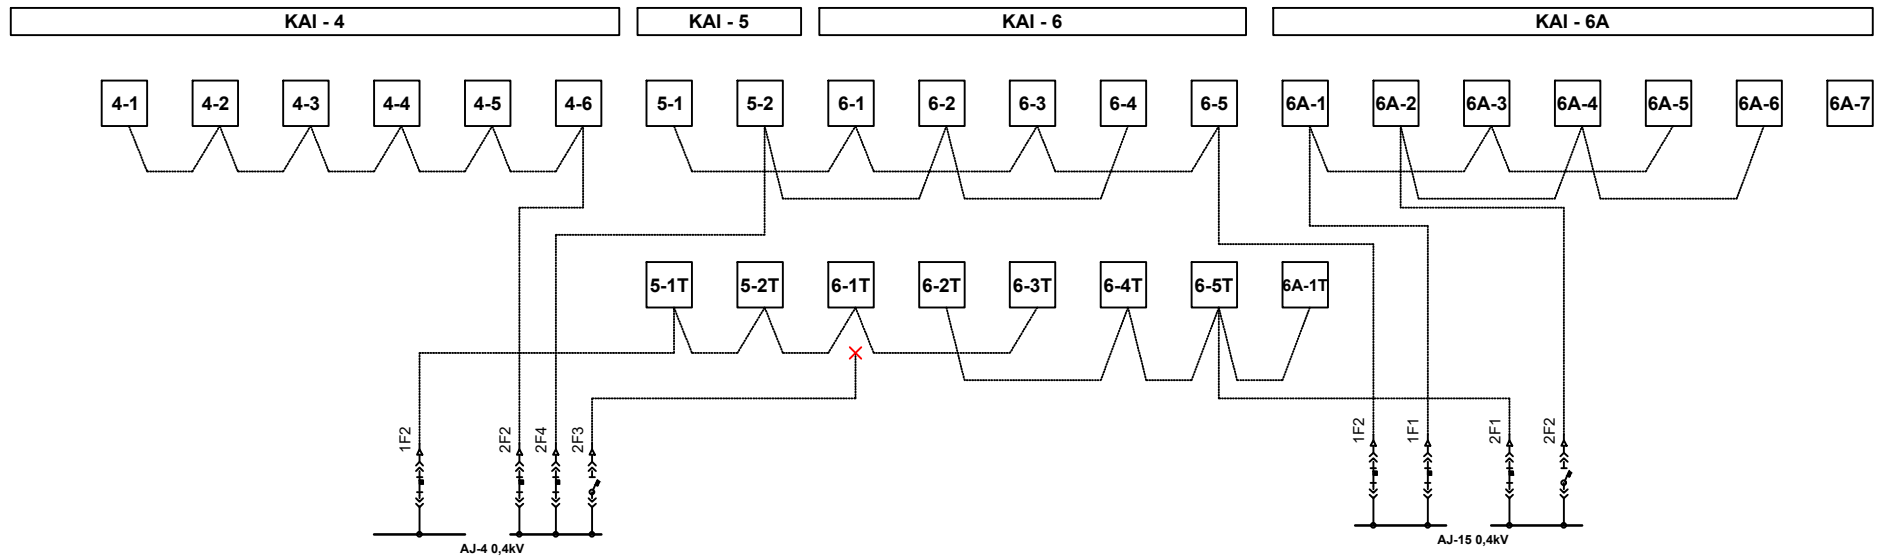 KAI - 4 KAI - 5 KAI - 6 KAI - 6A
4-1 4-2 4-3 4-4 4-5 4-6 5-1 5-2 6-1 6-2 6-3 6-4 6-5 6A-1 6A-2 6A-3 6A-4 6A-5 6A-6 6A-7
5-1T 5-2T 6-1T 6-2T 6-3T 6-4T 6-5T 6A-1T
1F2 2F2 2F4 2F3 1F2 1F1 2F1 2F2
AJ-4 0,4kV AJ-15 0,4kV